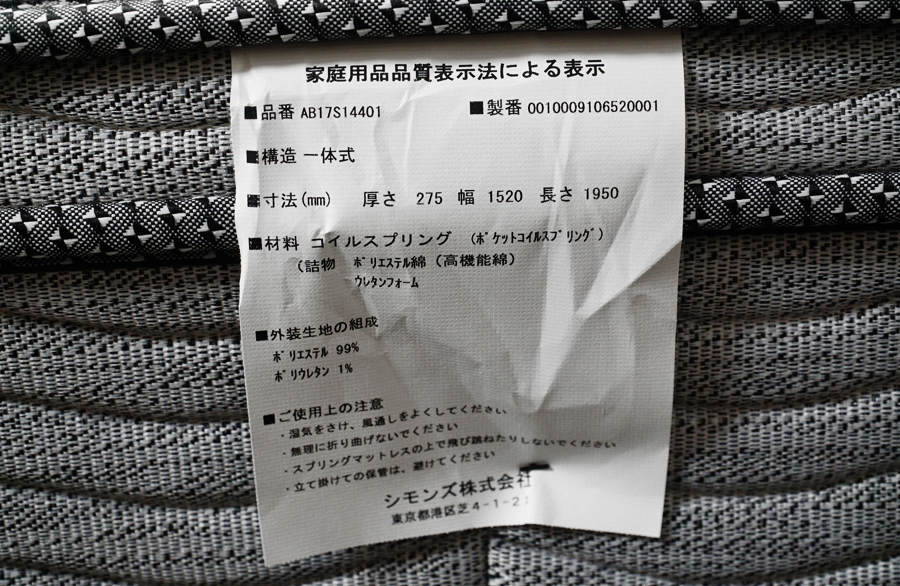 家庭用品品質表示法による表示
■品番 AB17S14401 ■製番 0010009106520001
■構造 一体式
■寸法(mm) 厚さ 275 幅 1520 長さ 1950
■材料 コイルスプリング (ﾎﾟｹｯﾄｺｲﾙｽﾌﾟﾘﾝｸﾞ)
(詰物 ﾎﾟﾘｴｽﾃﾙ綿(高機能綿)
ｳﾚﾀﾝﾌｫｰﾑ
■外装生地の組成
ﾎﾟﾘｴｽﾃﾙ 99%
ﾎﾟﾘｳﾚﾀﾝ 1%
■ご使用上の注意
・湿気をさけ、風通しをよくしてください
・無理に折り曲げないでください
・スプリングマットレスの上で飛び跳ねたりしないでください
・立て掛けての保管は、避けてください
シモンズ株式会社
東京都港区芝4-1-2